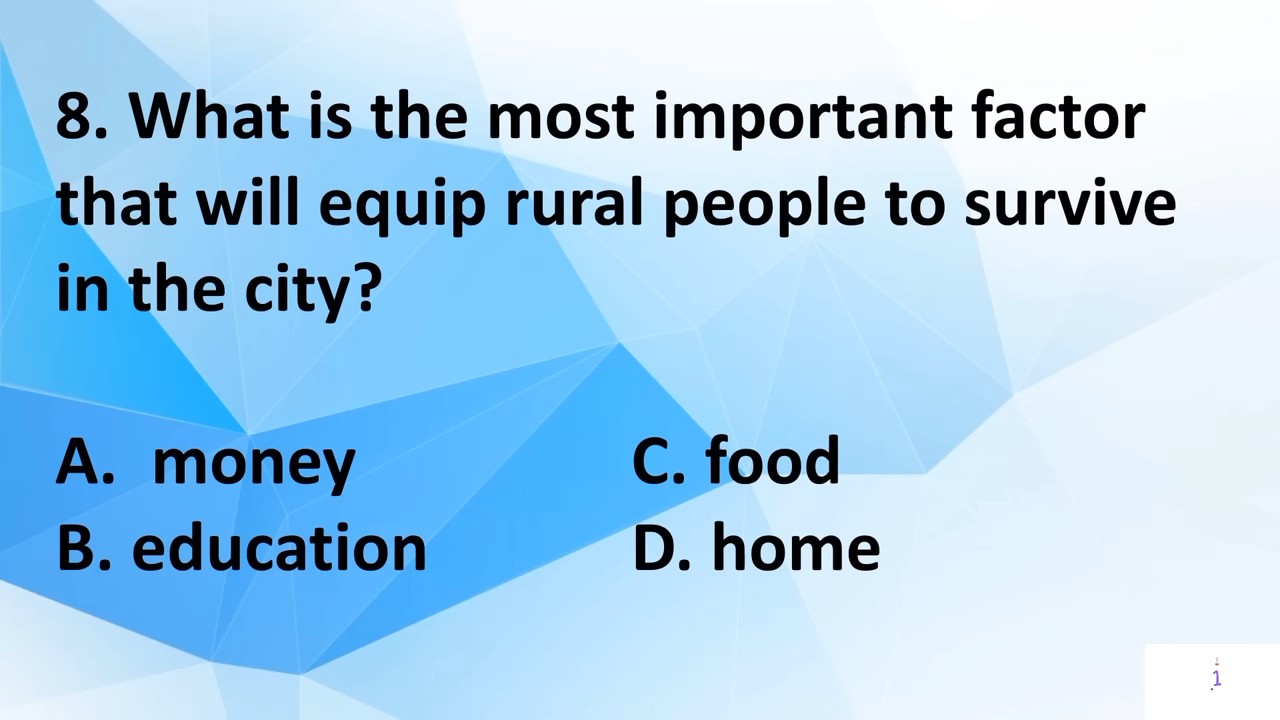 8. What is the most important factor
that will equip rural people to survive
in the city?
A. money
B. education
C. food
D. home
1